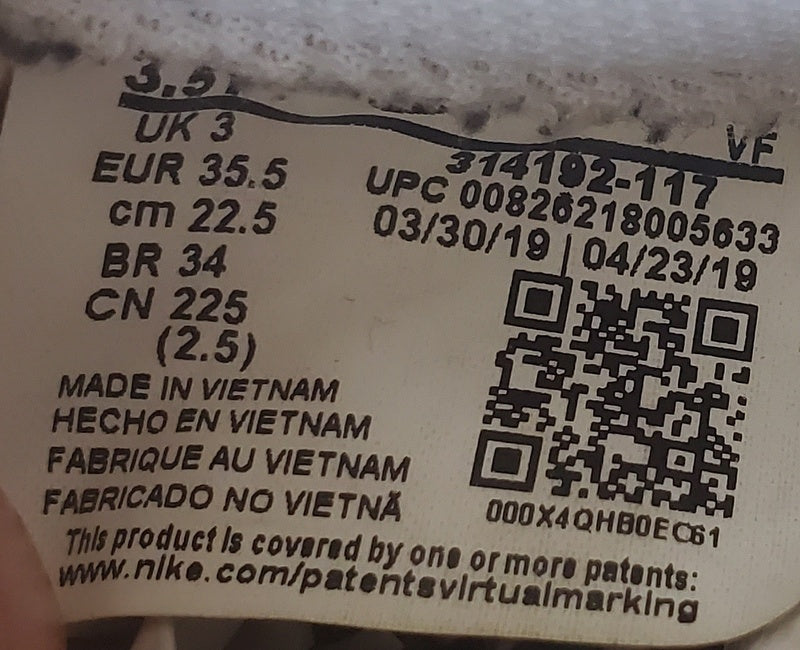 3.5Y
UK 3
EUR 35.5
cm 22.5
BR 34
CN 225
(2.5)
VF
314192-117
UPC 00826218005633
03/30/19 | 04/23/19
000X4QHB0EC61
MADE IN VIETNAM
HECHO EN VIETNAM
FABRIQUE AU VIETNAM
FABRICADO NO VIETNÃ
This product is covered by one or more patents:
www.nike.com/patentsvirtualmarking